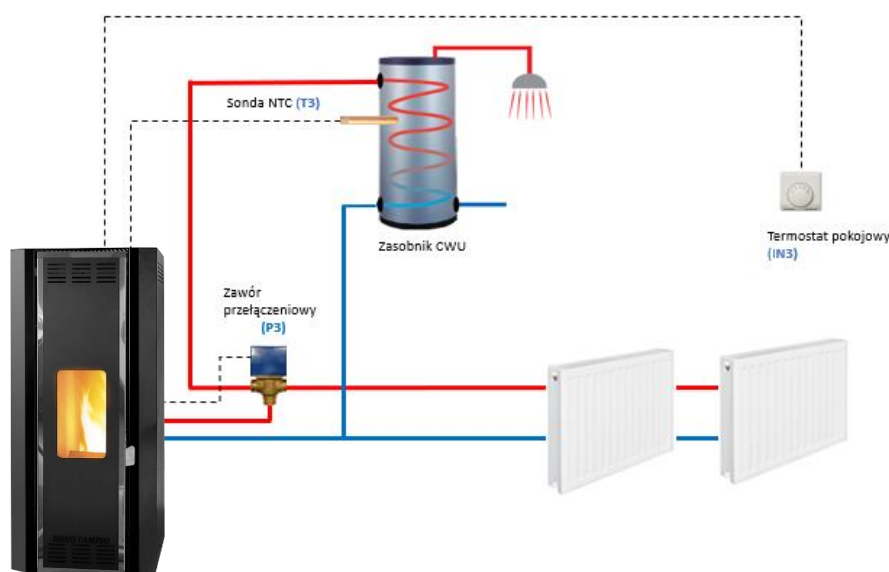 Sonda NTC (T3)
Zasobnik CWU
Termostat pokojowy
(IN3)
Zawór
przełączeniowy
(P3)